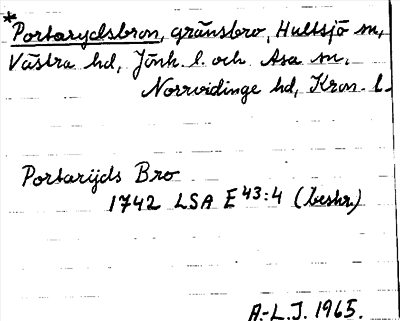 *Portarydsbron, gränsbro, Hultsjö sn,
Västra hd, Jönk. l. och Asa sn,
Norrvidinge hd, Kron. l.
Portarijds Bro
1742 LSA E 43:4 (beskr.)
A.-L.J. 1965.